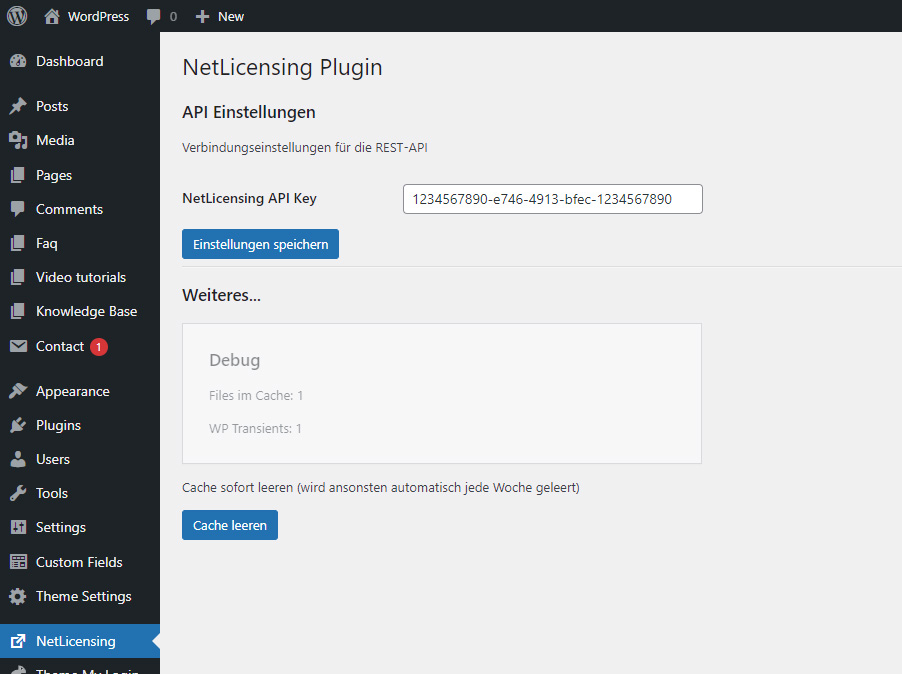 WordPress 0 New
Dashboard
Posts
Media
Pages
Comments
Faq
Video tutorials
Knowledge Base
Contact 1
Appearance
Plugins
Users
Tools
Settings
Custom Fields
Theme Settings
NetLicensing
Theme My Login
NetLicensing Plugin
API Einstellungen
Verbindungseinstellungen für die REST-API
NetLicensing API Key 1234567890-e746-4913-bfec-1234567890
Einstellungen speichern
Weiteres...
Debug
Files im Cache: 1
WP Transients: 1
Cache sofort leeren (wird ansonsten automatisch jede Woche geleert)
Cache leeren